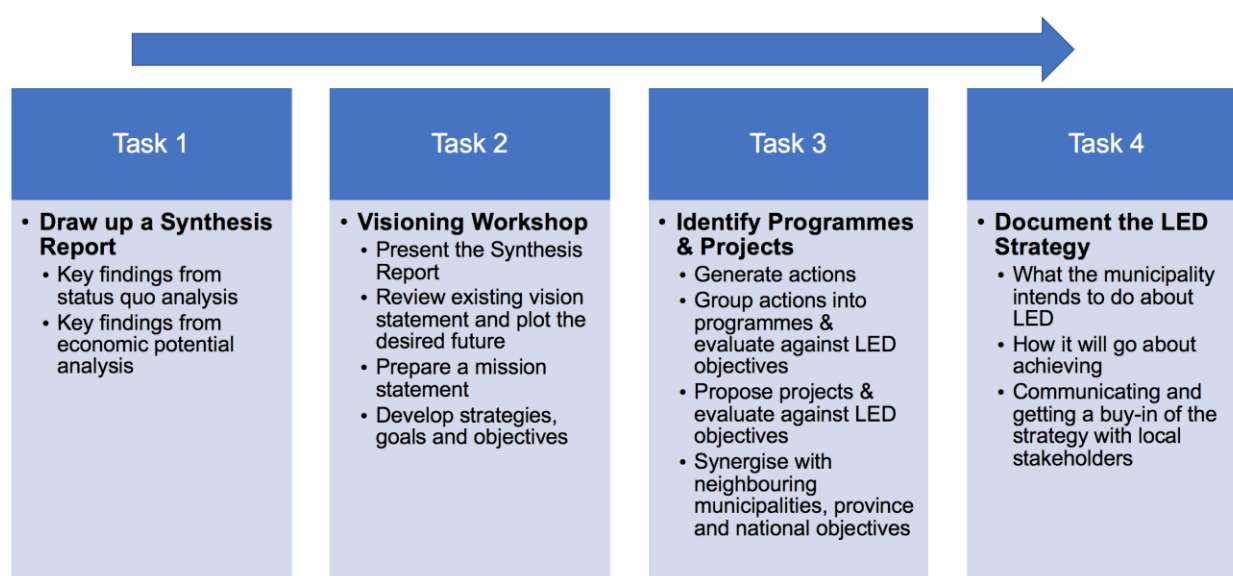 Task 1
• Draw up a Synthesis
Report
• Key findings from
status quo analysis
• Key findings from
economic potential
analysis
Task 2
• Visioning Workshop
• Present the Synthesis
Report
• Review existing vision
statement and plot the
desired future
• Prepare a mission
statement
• Develop strategies,
goals and objectives
Task 3
• Identify Programmes
& Projects
• Generate actions
• Group actions into
programmes &
evaluate against LED
objectives
• Propose projects &
evaluate against LED
objectives
• Synergise with
neighbouring
municipalities, province
and national objectives
Task 4
• Document the LED
Strategy
• What the municipality
intends to do about
LED
• How it will go about
achieving
• Communicating and
getting a buy-in of the
strategy with local
stakeholders